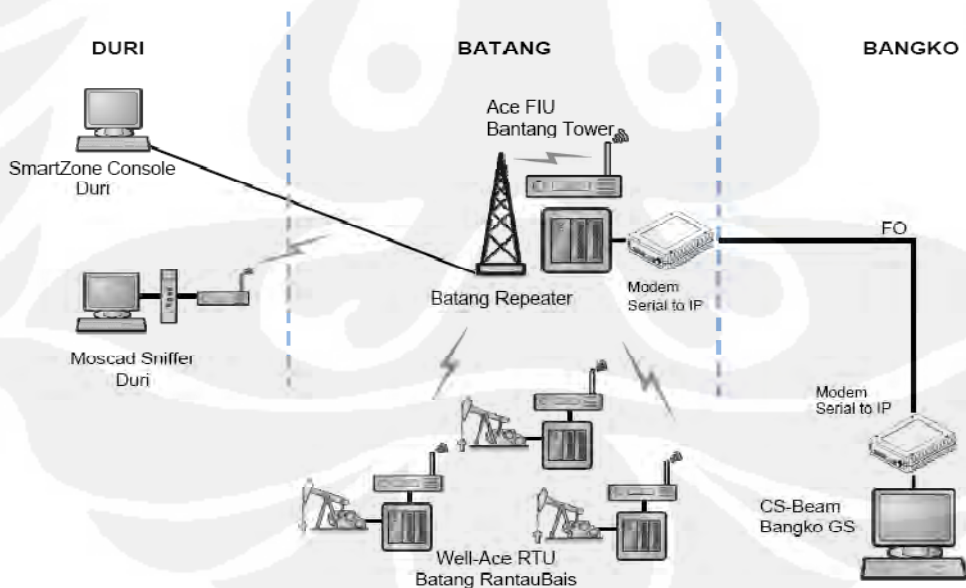 DURI
BATANG
BANGKO
SmartZone Console
Duri
Ace FIU
Bantang Tower
FO
Batang Repeater
Modem
Serial to IP
Moscad Sniffer
Duri
Modem
Serial to IP
CS-Beam
Bangko GS
Well-Ace RTU
Batang RantauBais